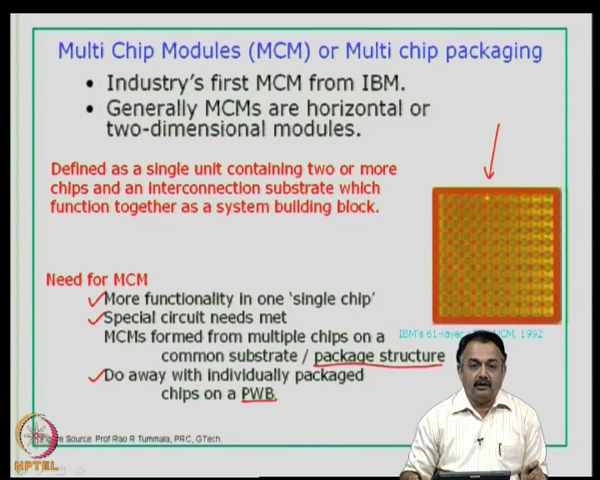 Multi Chip Modules (MCM) or Multi chip packaging
• Industry's first MCM from IBM.
• Generally MCMs are horizontal or
two-dimensional modules.
Defined as a single unit containing two or more
chips and an interconnection substrate which
function together as a system building block.
Need for MCM
More functionality in one 'single chip'
Special circuit needs met
MCMs formed from multiple chips on a
common substrate / package structure
Do away with individually packaged
chips on a PWB.
IBM's 61-layer MCM, 1992
Figure Source: Prof Rao R Tummala, PRC, GTech.
NPTEL